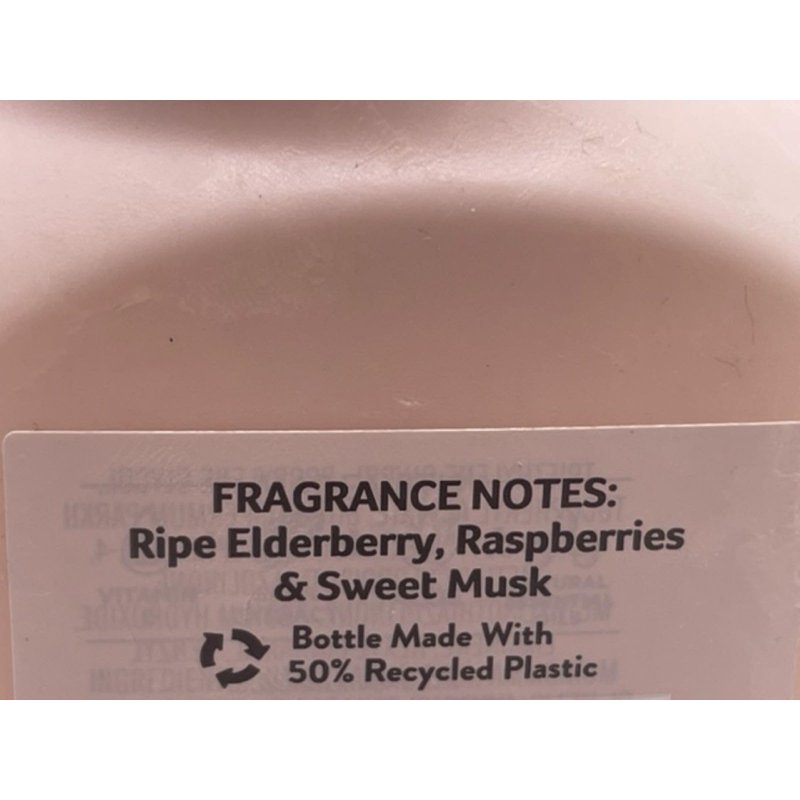 FRAGRANCE NOTES:
Ripe Elderberry, Raspberries
& Sweet Musk
Bottle Made With
50% Recycled Plastic